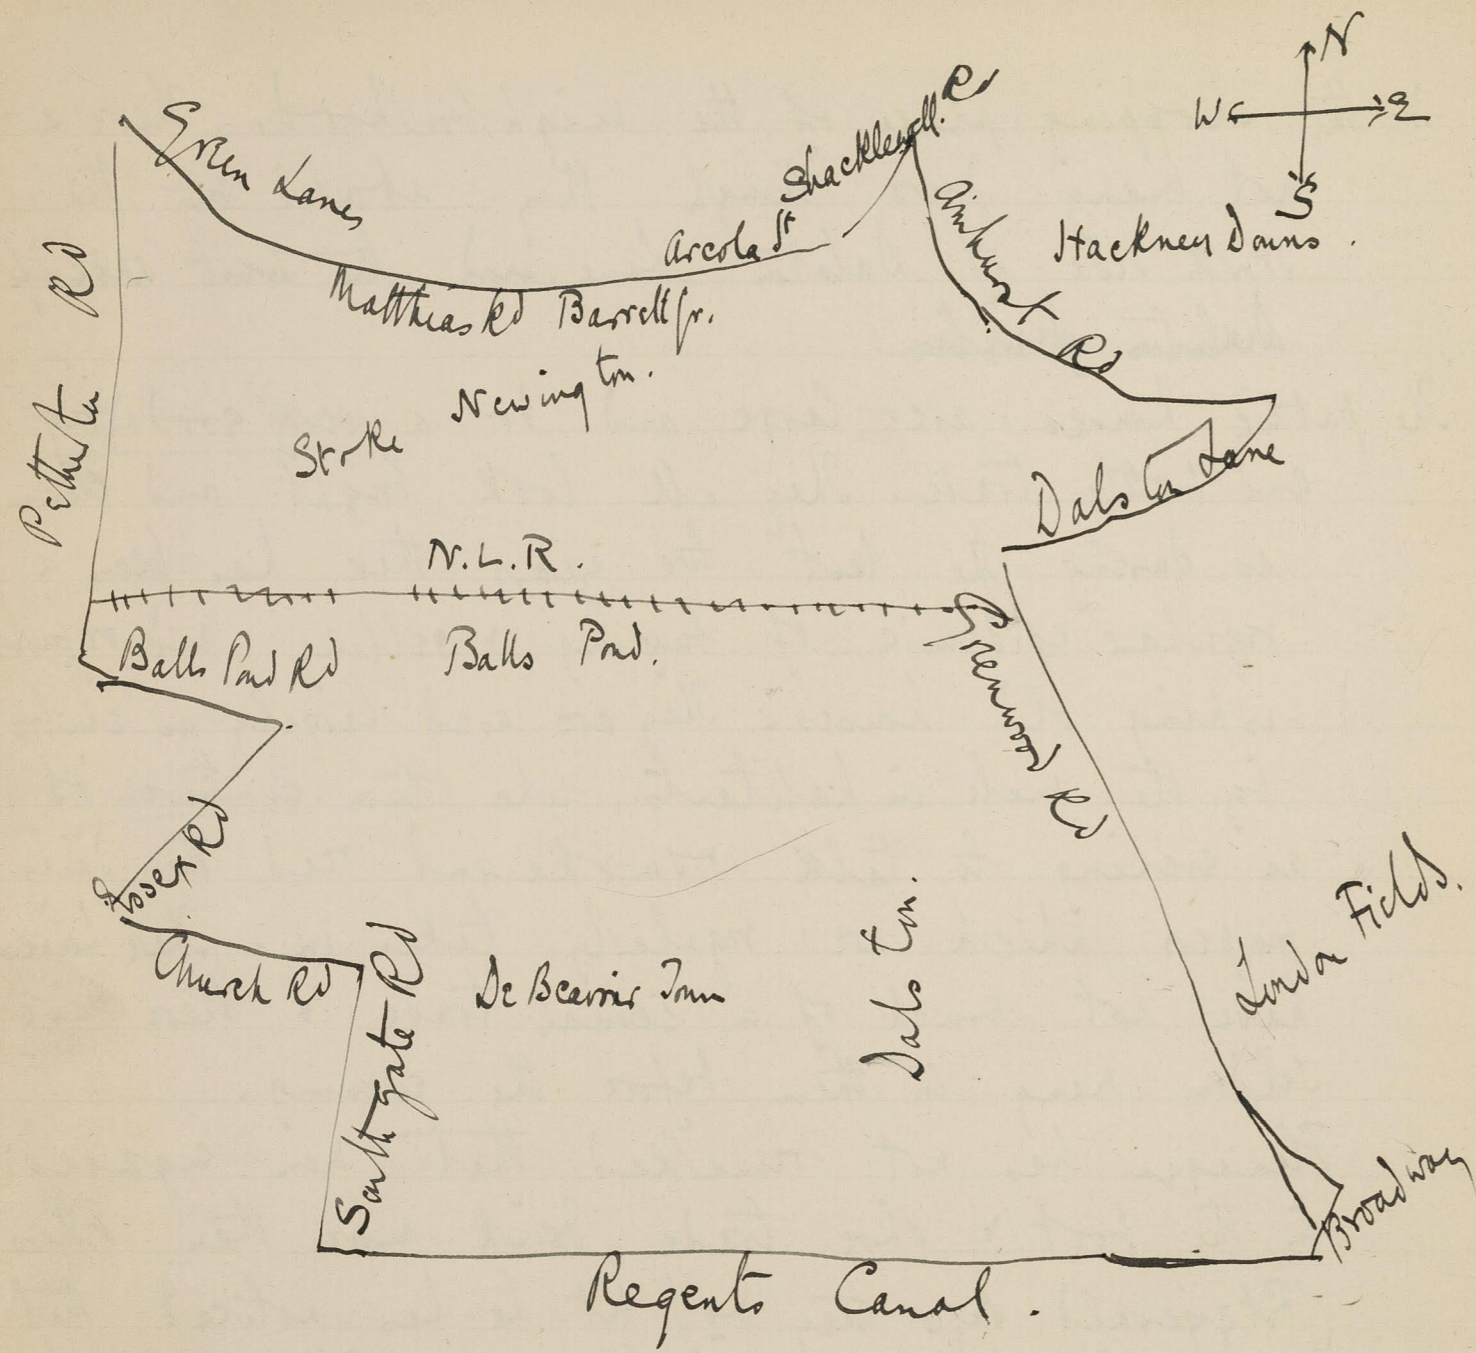 N
W E
S
Green Lanes
Shacklewell. Rd
Arcola St
Amhurst Rd
Hackney Downs.
Petherton Rd
Matthias Rd Barrett Gr.
Stoke Newington.
Dalston Lane
N.L.R.
Balls Pond Rd
Balls Pond.
Greenwood Rd
Essex Rd
Church Rd
Southgate Rd
De Beauvoir Town
Dalston.
London Fields.
Broadway
Regents Canal.